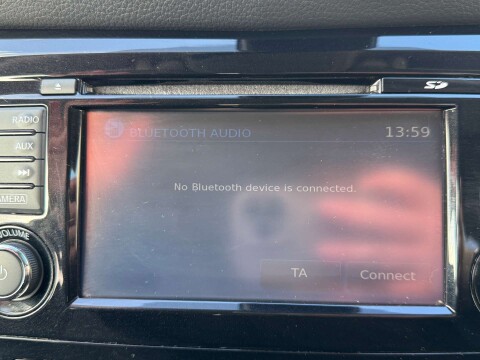 SD
RADIO
BLUETOOTH AUDIO 13:59
AUX
No Bluetooth device is connected.
CAMERA
VOLUME
TA Connect